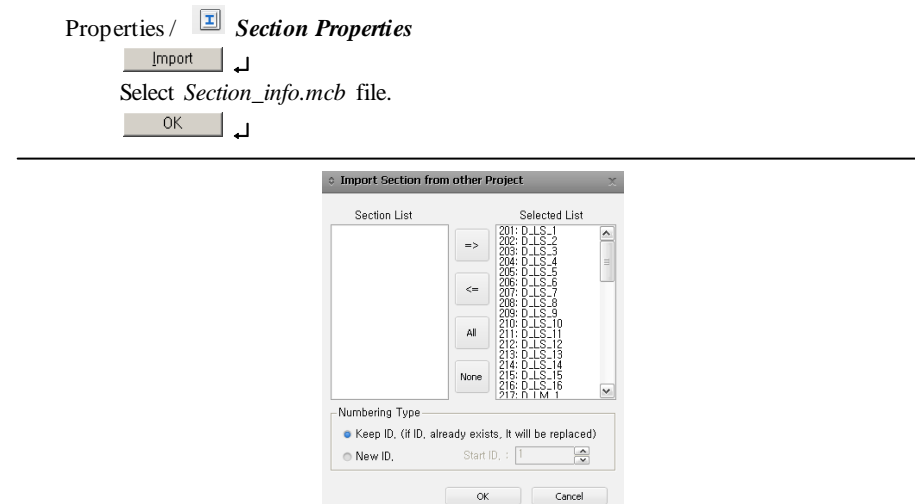 Properties / Section Properties
Import
Select Section_info.mcb file.
OK
Import Section from other Project
Section List
Selected List
=>
<=
All
None
201: D_LS_1
202: D_LS_2
203: D_LS_3
204: D_LS_4
205: D_LS_5
206: D_LS_6
207: D_LS_7
208: D_LS_8
209: D_LS_9
210: D_LS_10
211: D_LS_11
212: D_LS_12
213: D_LS_13
214: D_LS_14
215: D_LS_15
216: D_LS_16
217: D_LM_1
Numbering Type
Keep ID, (if ID, already exists, It will be replaced)
New ID, Start ID, : 1
OK Cancel